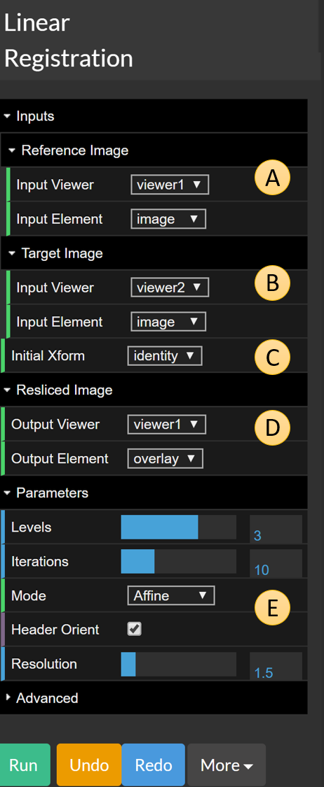 Linear
Registration
Inputs
Reference Image
Input Viewer viewer1
A
Input Element image
Target Image
Input Viewer viewer2
B
Input Element image
Initial Xform identity
C
Resliced Image
Output Viewer viewer1
D
Output Element overlay
Parameters
Levels 3
Iterations 10
Mode Affine
E
Header Orient
Resolution 1.5
Advanced
Run Undo Redo More